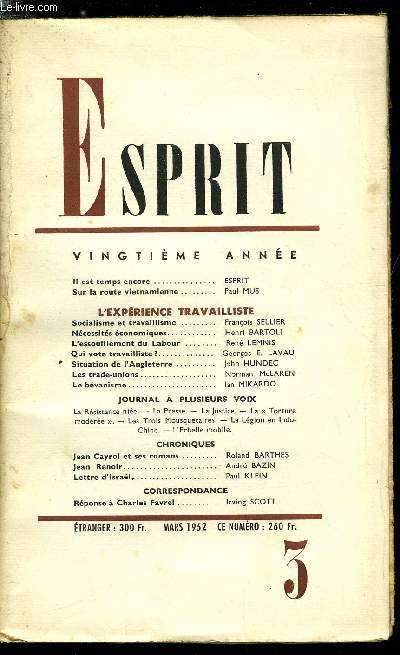 Le-livre.com
ESPRIT
VINGTIÈME ANNÉE
Il est temps encore ............... ESPRIT
Sur la route vietnamienne ......... Paul MUS
L'EXPÉRIENCE TRAVAILLISTE
Socialisme et travaillisme ......... François SELLIER
Nécessités économiques............ Henri BARTOLI
L'essoufflement du Labour ........ René LEMNIS
Qui vote travailliste ?............. Georges E. LAVAU
Situation de l'Angleterre .......... John HUNDEC
Les trade-unions .................. Norman McLAREN
Le bévanisme ..................... Ian MIKARDO
JOURNAL A PLUSIEURS VOIX
La Résistance niée. — La Presse. — La Justice. — La « Torture
modérée ». — Les Trois Mousquetaires. — La Légion en Indo-
Chine. — L'Echelle mobile.
CHRONIQUES
Jean Cayrol et ses romans ......... Roland BARTHES
Jean Renoir ....................... André BAZIN
Lettre d'Israël .................... Paul KLEIN
CORRESPONDANCE
Réponse à Charles Favrel ........ Irving SCOTT
ÉTRANGER : 300 Fr. MARS 1952 CE NUMÉRO : 260 Fr.
3